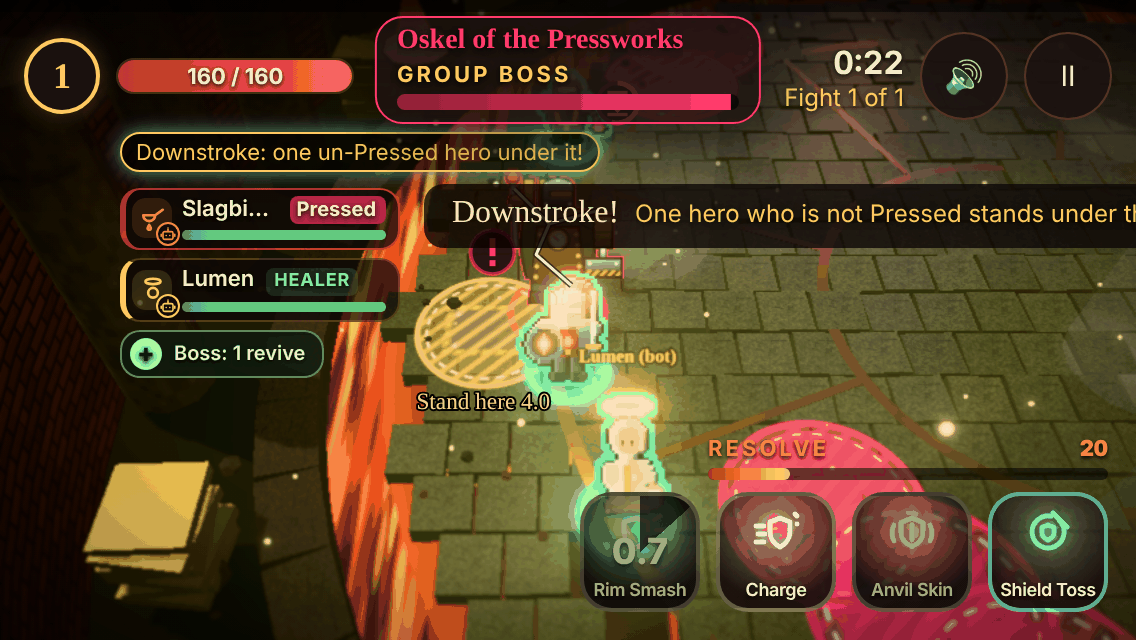 1
160 / 160
Oskel of the Pressworks
GROUP BOSS
0:22
Fight 1 of 1
Downstroke: one un-Pressed hero under it!
Slagbi... Pressed
Downstroke! One hero who is not Pressed stands under th
!
Lumen HEALER
Boss: 1 revive
Lumen (bot)
Stand here 4.0
RESOLVE 20
0.7
Rim Smash
Charge
Anvil Skin
Shield Toss